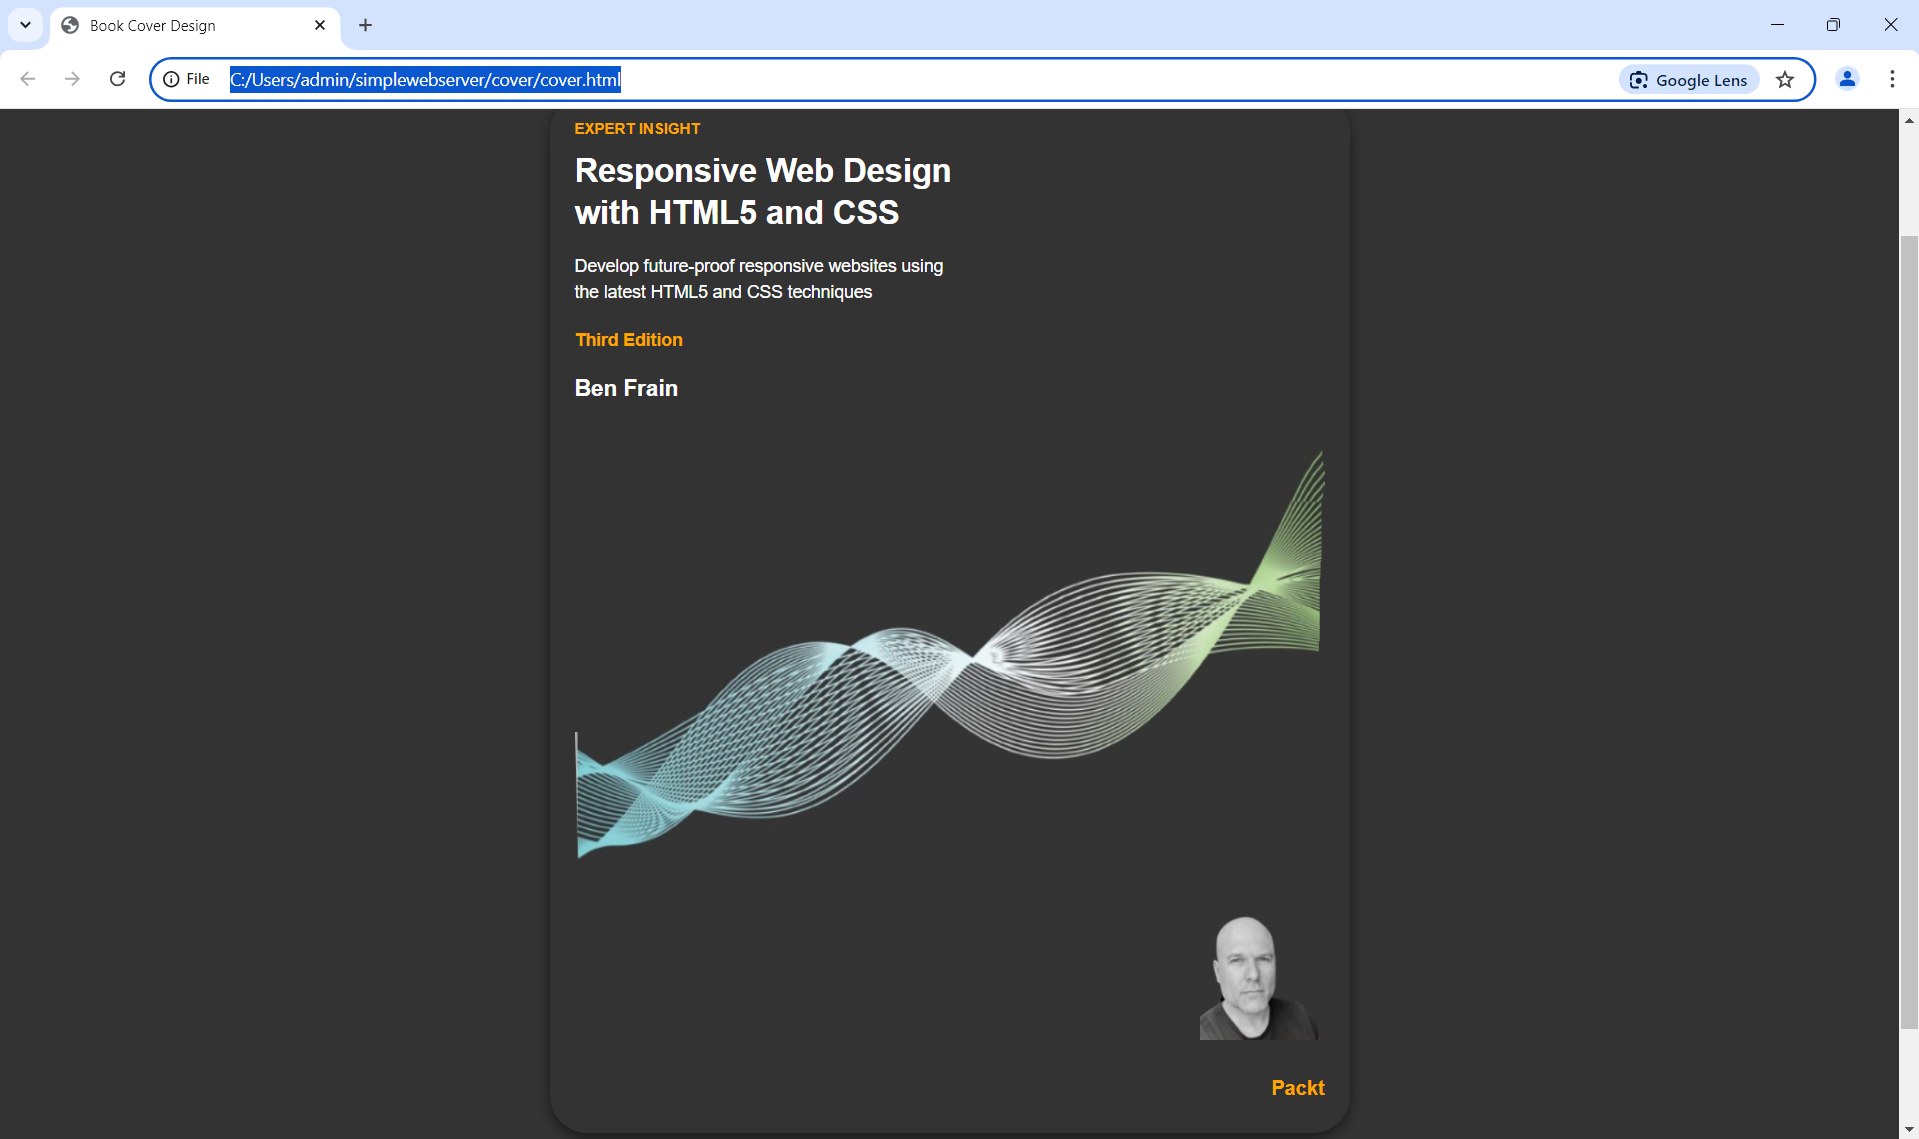 Book Cover Design
File
C:/Users/admin/simplewebserver/cover/cover.html
Google Lens
EXPERT INSIGHT
Responsive Web Design
with HTML5 and CSS
Develop future-proof responsive websites using
the latest HTML5 and CSS techniques
Third Edition
Ben Frain
Packt